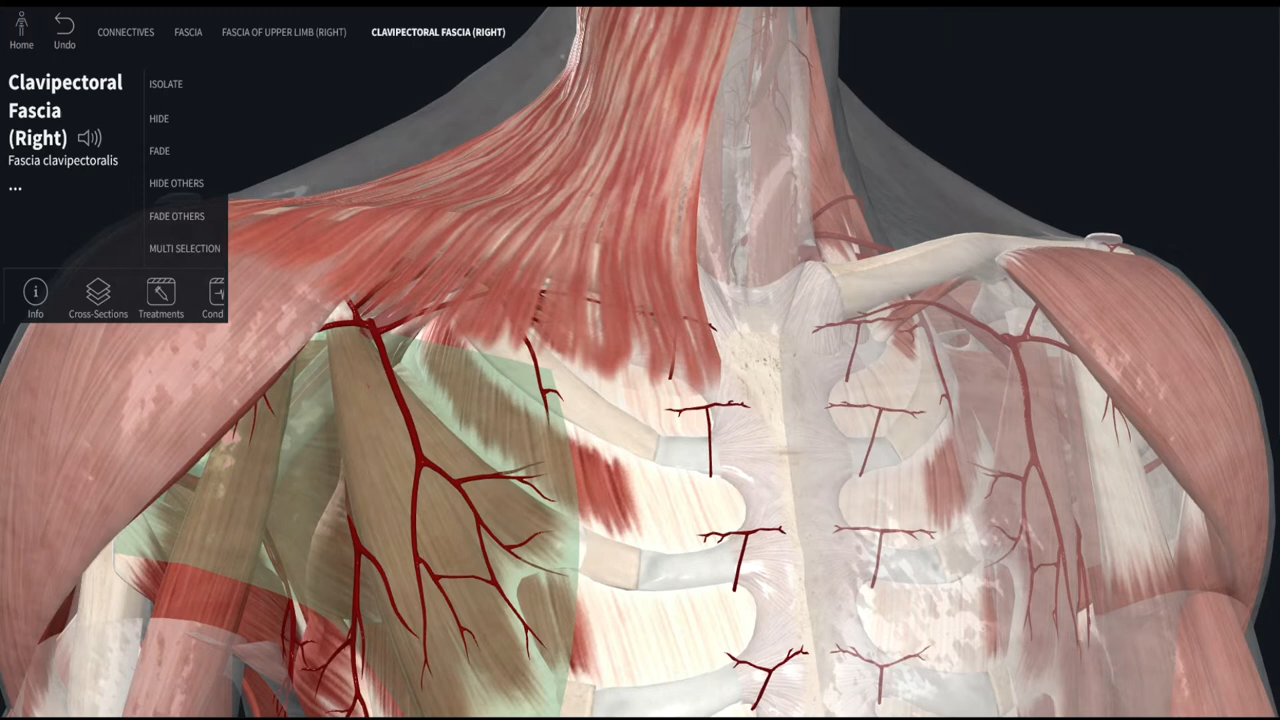 Home
Undo
CONNECTIVES
FASCIA
FASCIA OF UPPER LIMB (RIGHT)
CLAVIPECTORAL FASCIA (RIGHT)
Clavipectoral
Fascia
(Right)
Fascia clavipectoralis
...
ISOLATE
HIDE
FADE
HIDE OTHERS
FADE OTHERS
MULTI SELECTION
Info
Cross-Sections
Treatments
Cond